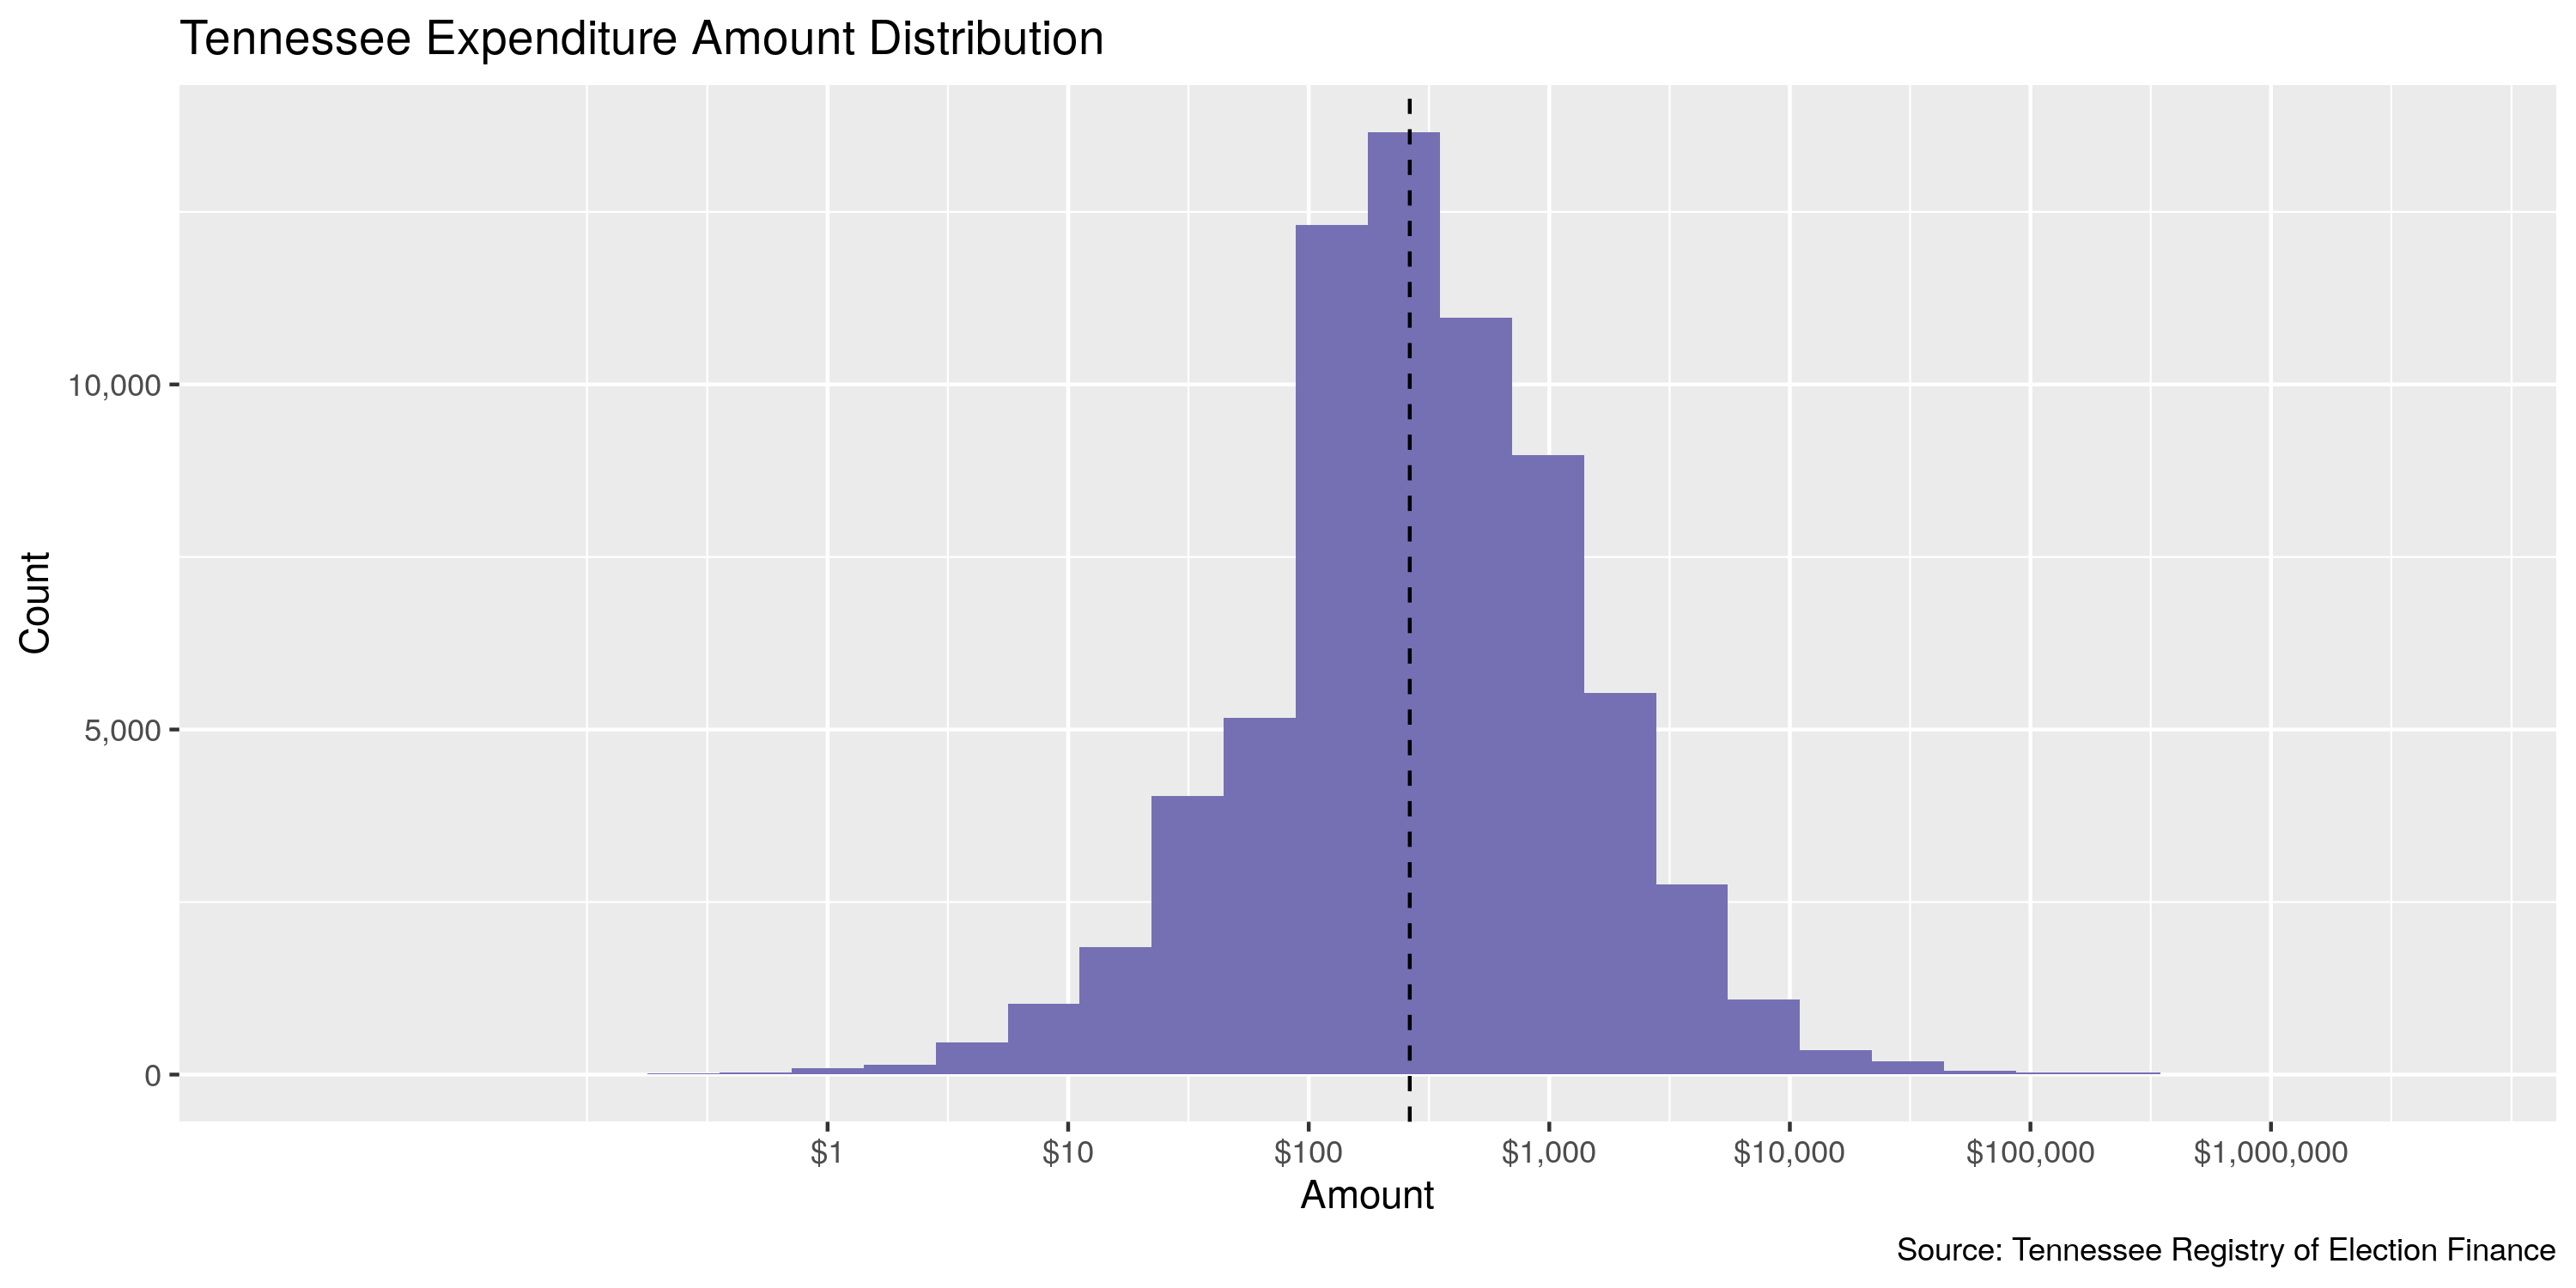 Tennessee Expenditure Amount Distribution
Count
10,000
5,000
0
$1 $10 $100 $1,000 $10,000 $100,000 $1,000,000
Amount
Source: Tennessee Registry of Election Finance